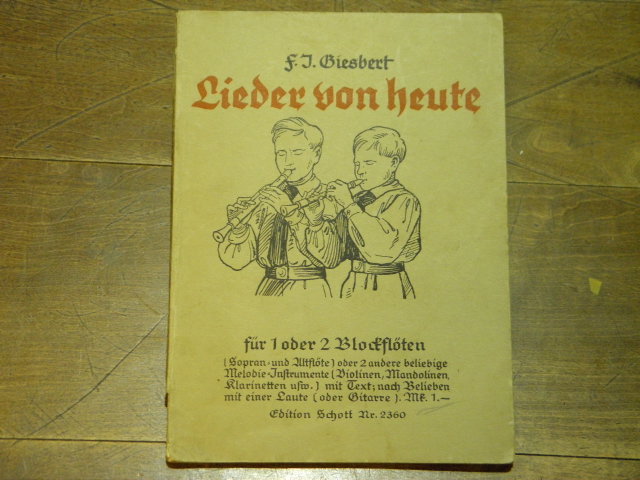 F. J. Giesbert
Lieder von heute
für 1 oder 2 Blockflöten
(Sopran- und Altflöte) oder 2 andere beliebige
Melodie-Instrumente (Violinen, Mandolinen,
Klarinetten usw.) mit Text; nach Belieben
mit einer Laute (oder Gitarre). Mk. 1.—
Edition Schott Nr. 2360